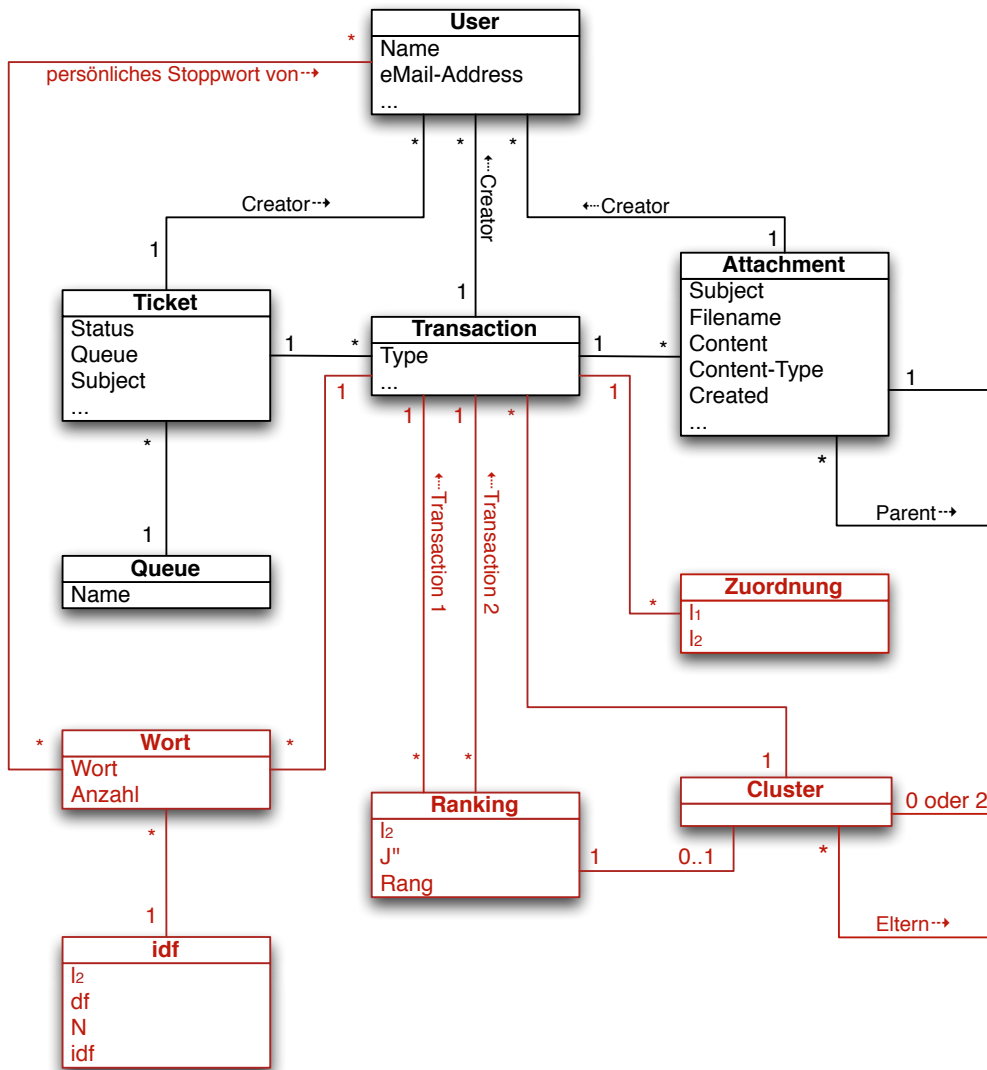 User
Name
eMail-Address
...
*
persönliches Stoppwort von⇢
*
*
*
Creator⇢
⇠Creator
⇠Creator
1
1
1
Ticket
Status
Queue
Subject
...
Transaction
Type
...
Attachment
Subject
Filename
Content
Content-Type
Created
...
1
*
1
*
1
*
Parent⇢
*
1
Queue
Name
1
1
1
*
1
⇠Transaction 1
⇠Transaction 2
*
Zuordnung
I1
I2
*
*
Wort
Wort
Anzahl
*
*
1
Ranking
I2
J"
Rang
1
0..1
Cluster
0 oder 2
*
Eltern⇢
*
1
idf
I2
df
N
idf